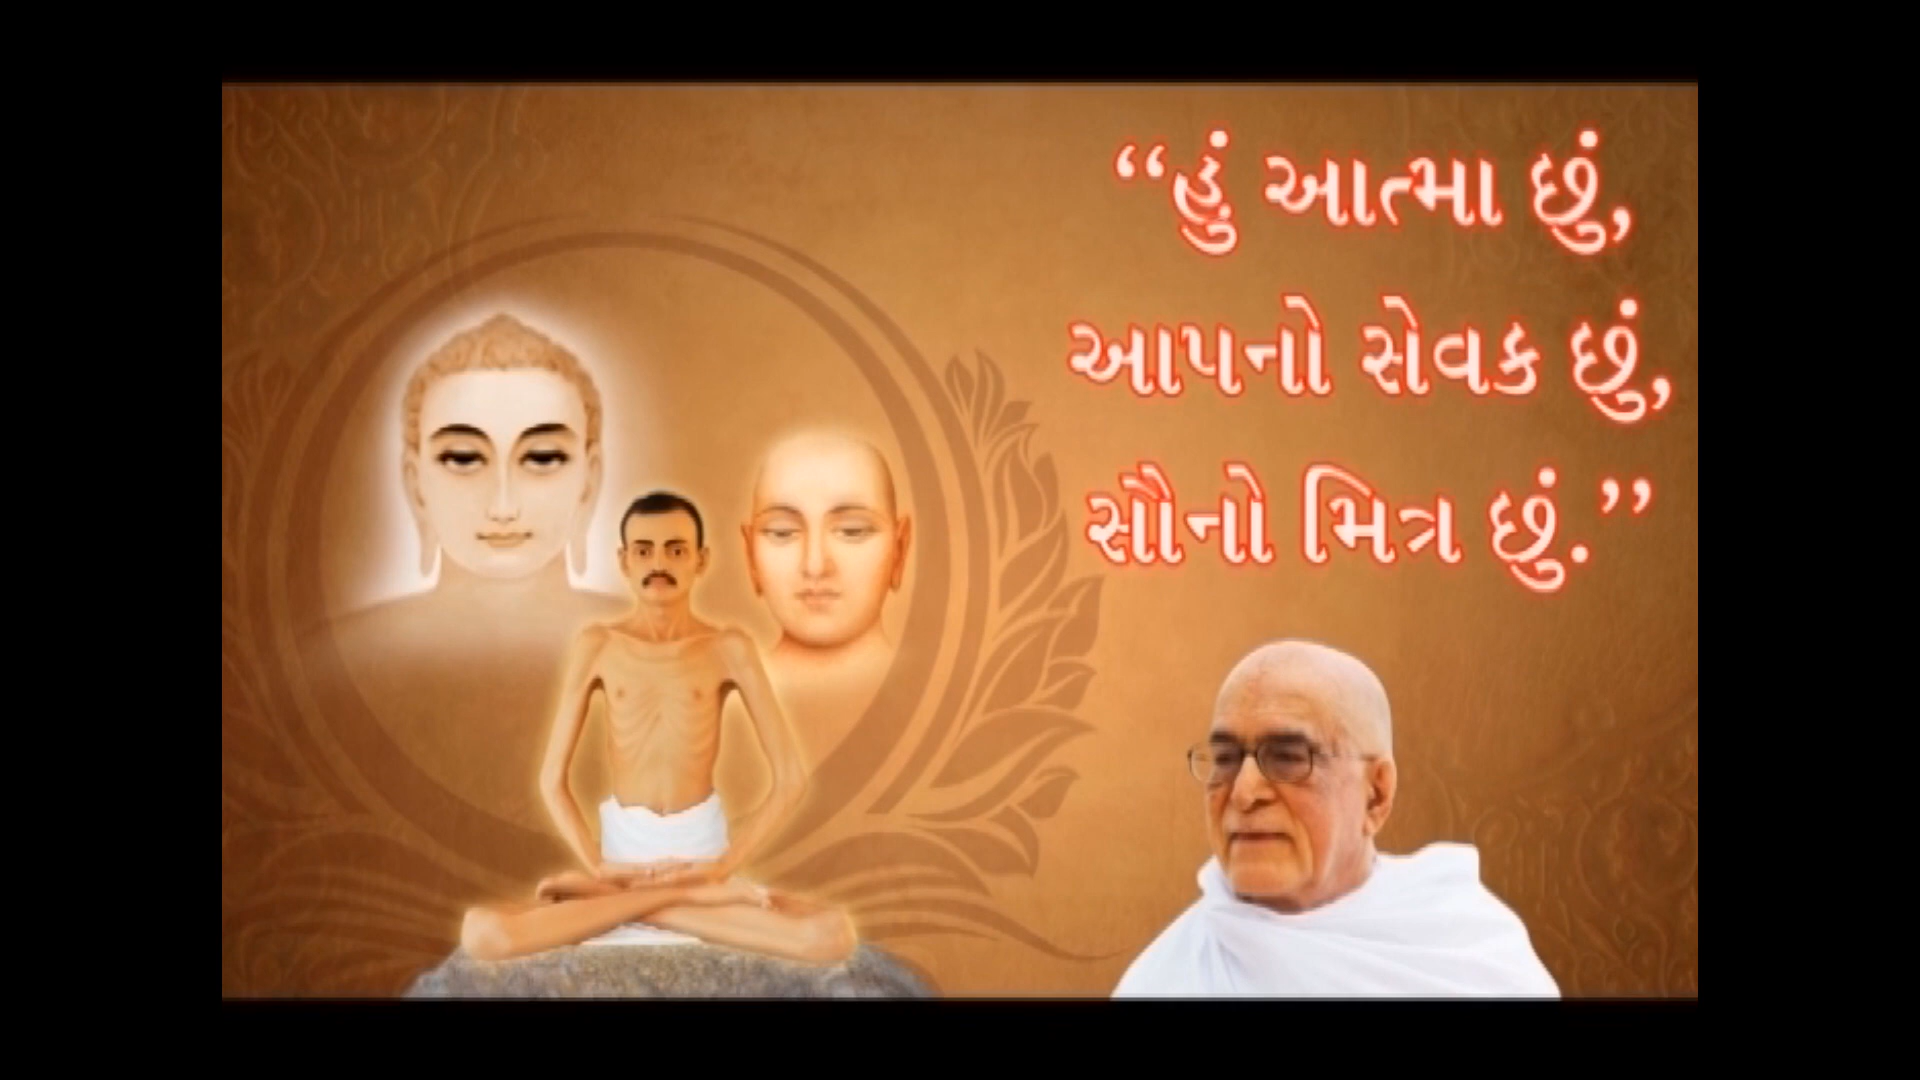 “હું આત્મા છું,
આપનો સેવક છું,
સૌનો મિત્ર છું.”